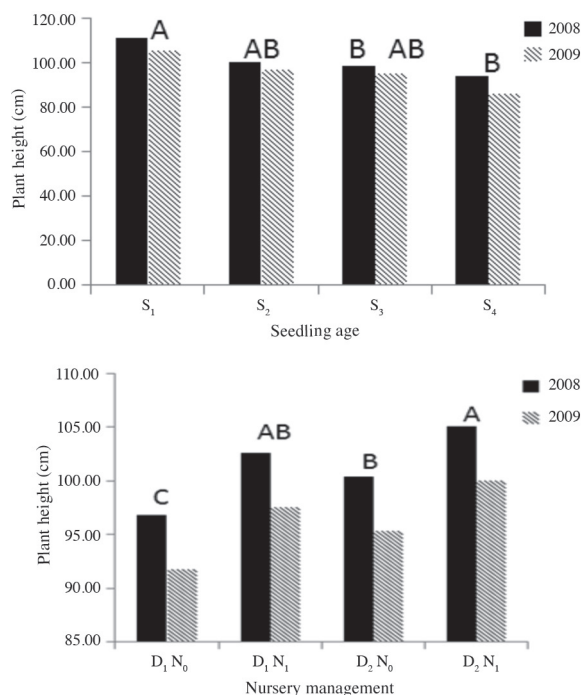 120.00
A
2008
AB
B
AB
2009
100.00
B
80.00
Plant height (cm)
60.00
40.00
20.00
0.00
S₁ S₂ S₃ S₄
Seedling age
110.00
2008
A
2009
105.00
AB
B
100.00
C
Plant height (cm)
95.00
90.00
85.00
D₁ N₀ D₁ N₁ D₂ N₀ D₂ N₁
Nursery management